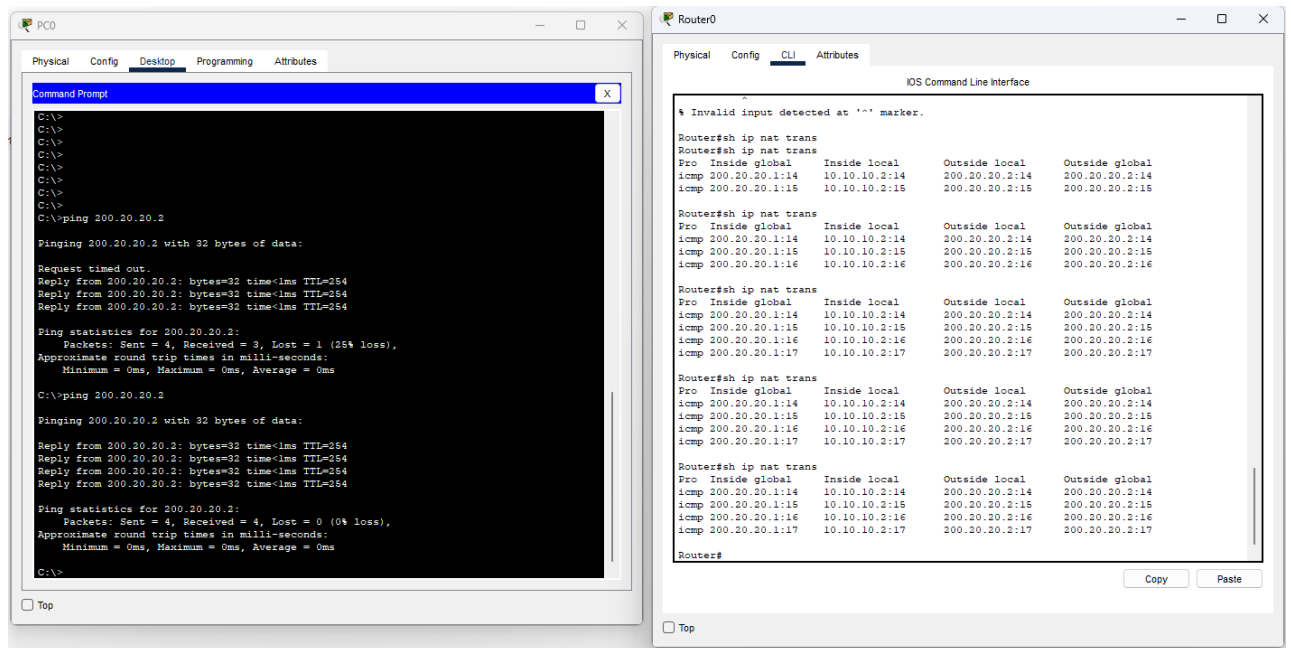 PC0
Physical Config Desktop Programming Attributes
Command Prompt X
C:\>
C:\>
C:\>
C:\>
C:\>
C:\>
C:\>
C:\>
C:\>ping 200.20.20.2
Pinging 200.20.20.2 with 32 bytes of data:
Request timed out.
Reply from 200.20.20.2: bytes=32 time<1ms TTL=254
Reply from 200.20.20.2: bytes=32 time<1ms TTL=254
Reply from 200.20.20.2: bytes=32 time<1ms TTL=254
Ping statistics for 200.20.20.2:
Packets: Sent = 4, Received = 3, Lost = 1 (25% loss),
Approximate round trip times in milli-seconds:
Minimum = 0ms, Maximum = 0ms, Average = 0ms
C:\>ping 200.20.20.2
Pinging 200.20.20.2 with 32 bytes of data:
Reply from 200.20.20.2: bytes=32 time<1ms TTL=254
Reply from 200.20.20.2: bytes=32 time<1ms TTL=254
Reply from 200.20.20.2: bytes=32 time<1ms TTL=254
Reply from 200.20.20.2: bytes=32 time<1ms TTL=254
Ping statistics for 200.20.20.2:
Packets: Sent = 4, Received = 4, Lost = 0 (0% loss),
Approximate round trip times in milli-seconds:
Minimum = 0ms, Maximum = 0ms, Average = 0ms
C:\>
Top
Router0
Physical Config CLI Attributes
IOS Command Line Interface
^
% Invalid input detected at '^' marker.
Router#sh ip nat trans
Router#sh ip nat trans
Pro Inside global Inside local Outside local Outside global
icmp 200.20.20.1:14 10.10.10.2:14 200.20.20.2:14 200.20.20.2:14
icmp 200.20.20.1:15 10.10.10.2:15 200.20.20.2:15 200.20.20.2:15
Router#sh ip nat trans
Pro Inside global Inside local Outside local Outside global
icmp 200.20.20.1:14 10.10.10.2:14 200.20.20.2:14 200.20.20.2:14
icmp 200.20.20.1:15 10.10.10.2:15 200.20.20.2:15 200.20.20.2:15
icmp 200.20.20.1:16 10.10.10.2:16 200.20.20.2:16 200.20.20.2:16
Router#sh ip nat trans
Pro Inside global Inside local Outside local Outside global
icmp 200.20.20.1:14 10.10.10.2:14 200.20.20.2:14 200.20.20.2:14
icmp 200.20.20.1:15 10.10.10.2:15 200.20.20.2:15 200.20.20.2:15
icmp 200.20.20.1:16 10.10.10.2:16 200.20.20.2:16 200.20.20.2:16
icmp 200.20.20.1:17 10.10.10.2:17 200.20.20.2:17 200.20.20.2:17
Router#sh ip nat trans
Pro Inside global Inside local Outside local Outside global
icmp 200.20.20.1:14 10.10.10.2:14 200.20.20.2:14 200.20.20.2:14
icmp 200.20.20.1:15 10.10.10.2:15 200.20.20.2:15 200.20.20.2:15
icmp 200.20.20.1:16 10.10.10.2:16 200.20.20.2:16 200.20.20.2:16
icmp 200.20.20.1:17 10.10.10.2:17 200.20.20.2:17 200.20.20.2:17
Router#sh ip nat trans
Pro Inside global Inside local Outside local Outside global
icmp 200.20.20.1:14 10.10.10.2:14 200.20.20.2:14 200.20.20.2:14
icmp 200.20.20.1:15 10.10.10.2:15 200.20.20.2:15 200.20.20.2:15
icmp 200.20.20.1:16 10.10.10.2:16 200.20.20.2:16 200.20.20.2:16
icmp 200.20.20.1:17 10.10.10.2:17 200.20.20.2:17 200.20.20.2:17
Router#
Copy Paste
Top